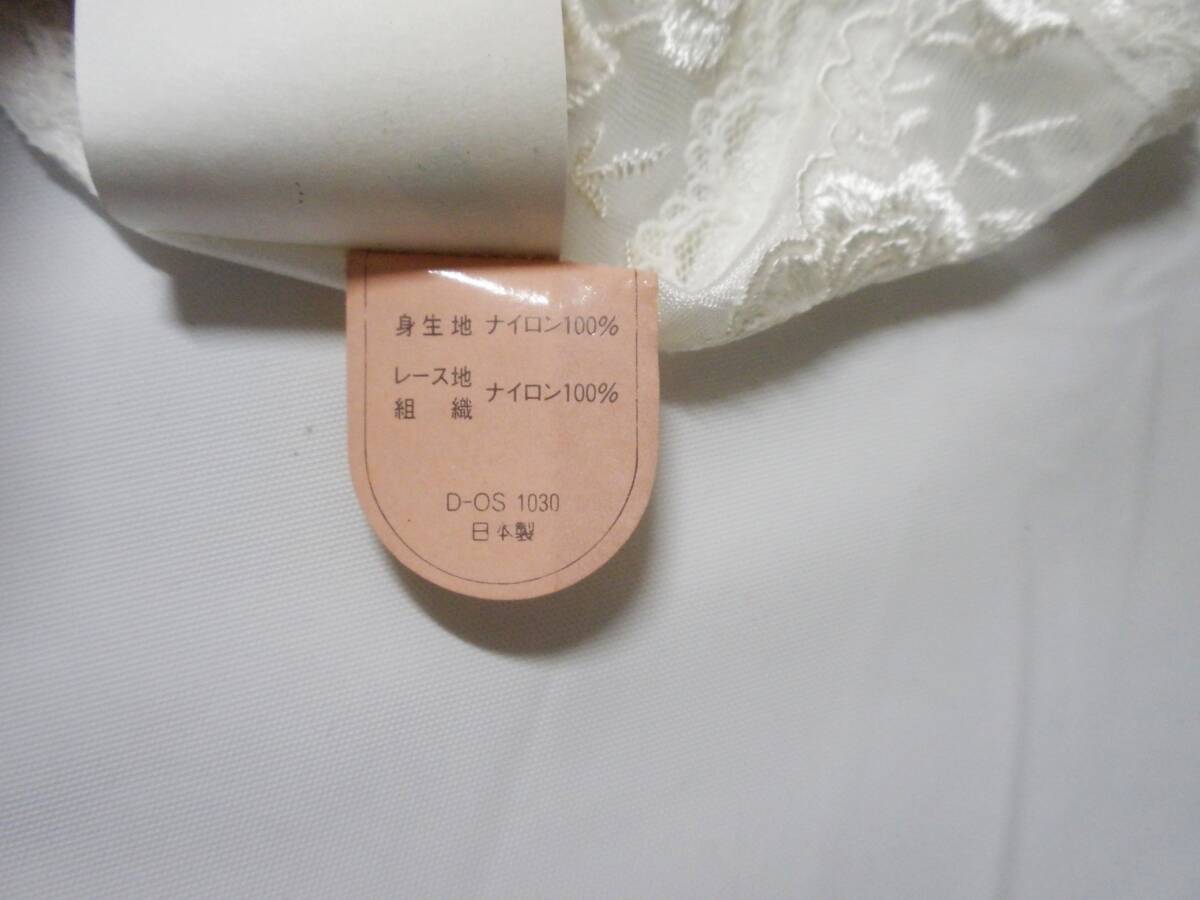 身生地 ナイロン100%
レース地
組織 ナイロン100%
D-OS 1030
日本製